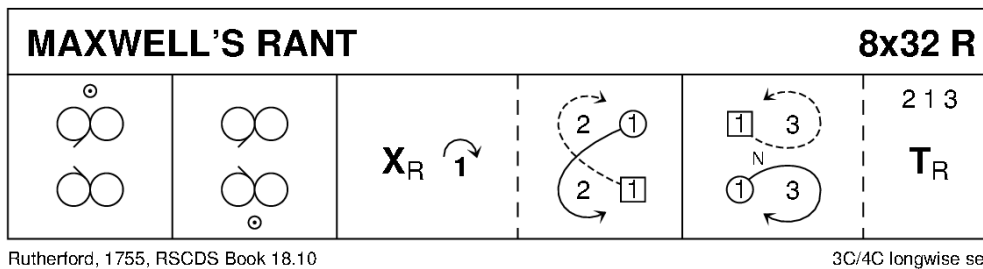 MAXWELL'S RANT 8x32 R
2 1 3
2 1 1 3
X R 1 N T R
2 1 1 3
Rutherford, 1755, RSCDS Book 18.10 3C/4C longwise se